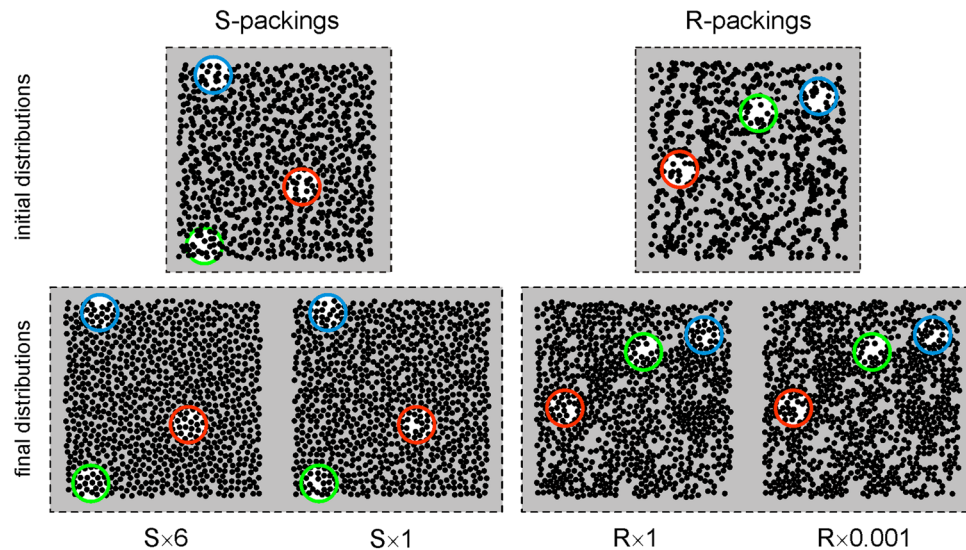 S-packings
R-packings
initial distributions
final distributions
S×6
S×1
R×1
R×0.001